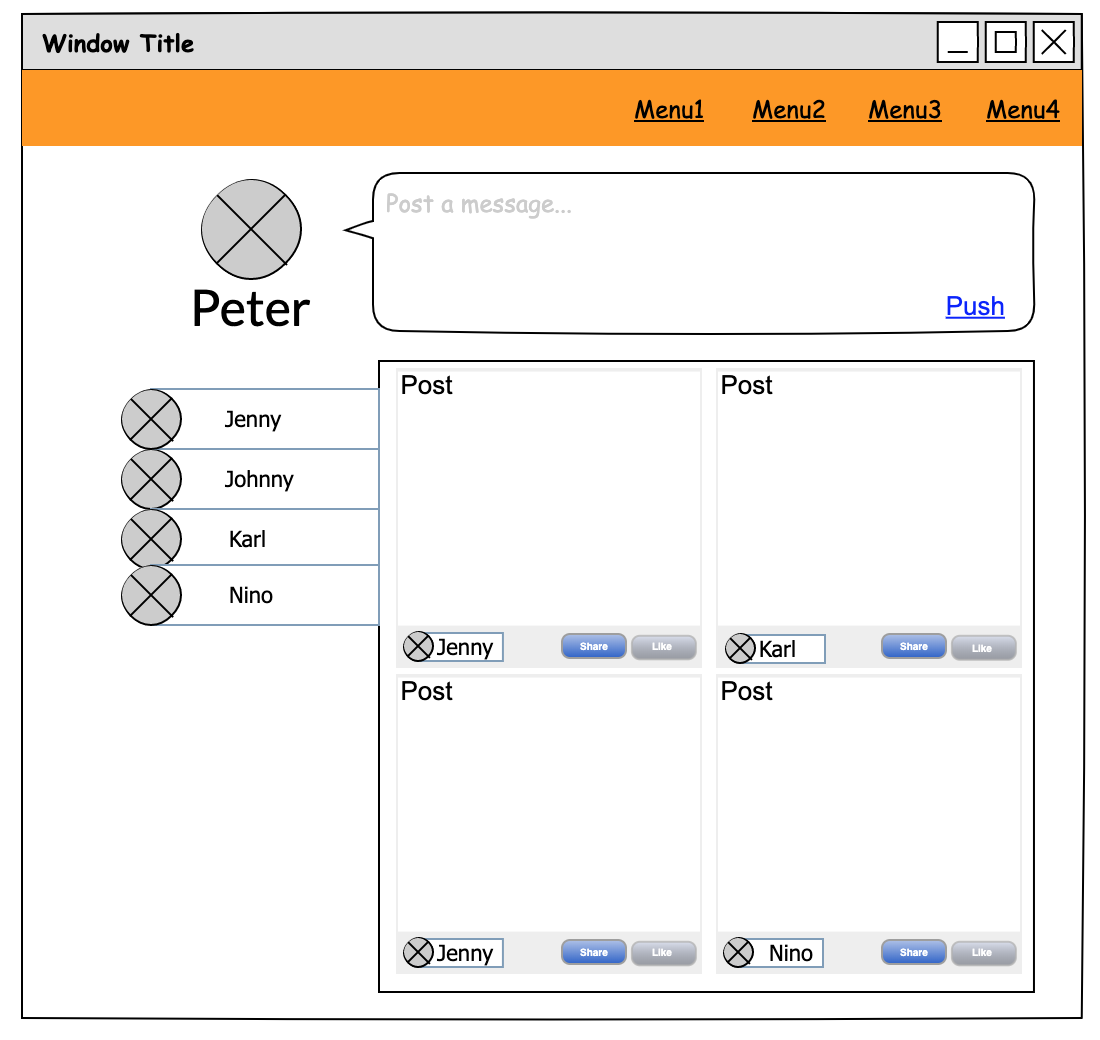 Window Title
Menu1 Menu2 Menu3 Menu4
Post a message...
Push
Peter
Jenny
Johnny
Karl
Nino
Post
Jenny Share Like
Post
Karl Share Like
Post
Jenny Share Like
Post
Nino Share Like